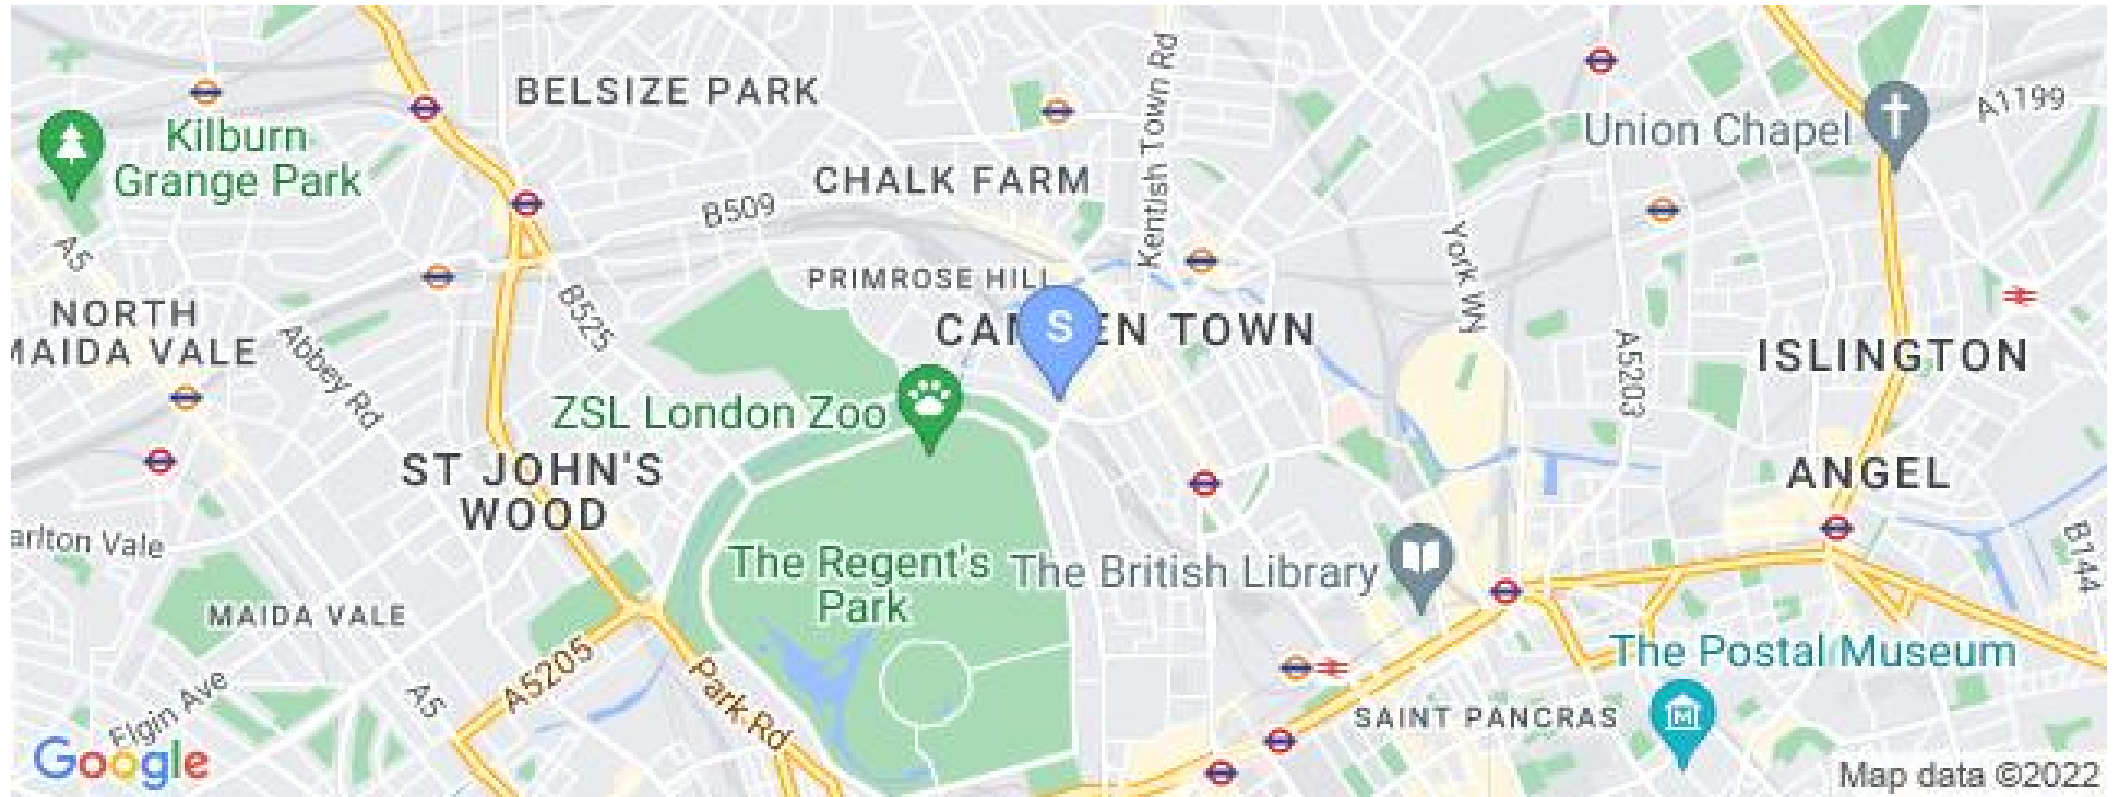 BELSIZE PARK
Kentish Town Rd
A1199
Union Chapel
Kilburn
Grange Park
CHALK FARM
B509
A5
York Wy
PRIMROSE HILL
NORTH
MAIDA VALE
B525
Abbey Rd
S
TOWN
A5203
ISLINGTON
ZSL London Zoo
ST JOHN'S
WOOD
ANGEL
arlton Vale
B144
The Regent's
Park
The British Library
MAIDA VALE
A5205
Park Rd
The Postal Museum
A5
Elgin Ave
SAINT PANCRAS
M
Google
Map data ©2022